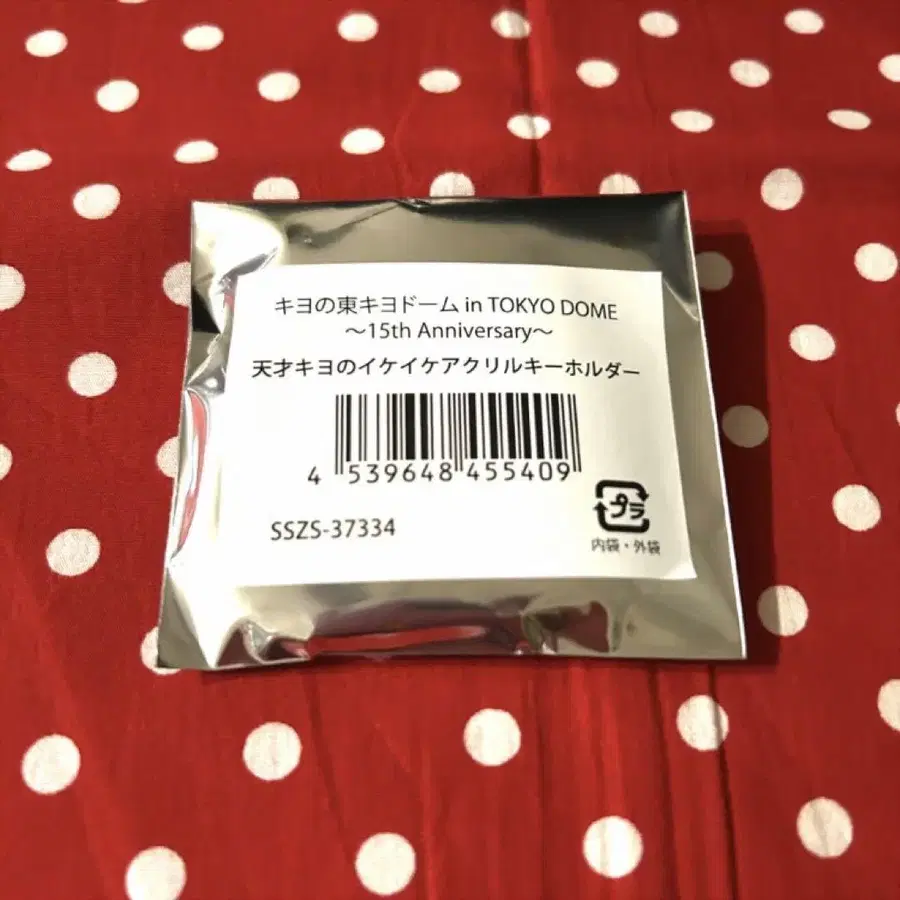 キヨの東キヨドーム in TOKYO DOME
～15th Anniversary～
天才キヨのイケイケアクリルキーホルダー
4 539648 455409
SSZS-37334
プラ
内袋・外袋